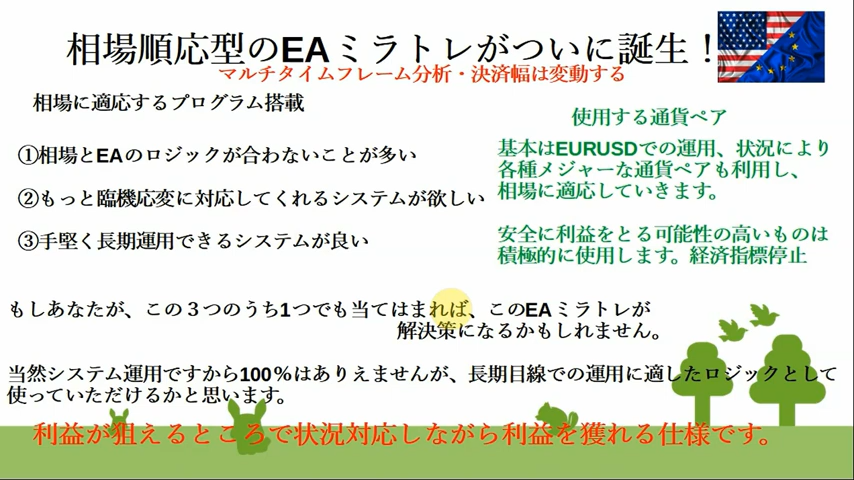 相場順応型のEAミラトレがついに誕生！
マルチタイムフレーム分析・決済幅は変動する
相場に適応するプログラム搭載
①相場とEAのロジックが合わないことが多い
②もっと臨機応変に対応してくれるシステムが欲しい
③手堅く長期運用できるシステムが良い
使用する通貨ペア
基本はEURUSDでの運用、状況により
各種メジャーな通貨ペアも利用し、
相場に適応していきます。
安全に利益をとる可能性の高いものは
積極的に使用します。経済指標停止
もしあなたが、この３つのうち1つでも当てはまれば、このEAミラトレが
解決策になるかもしれません。
当然システム運用ですから100％はありえませんが、長期目線での運用に適したロジックとして
使っていただけるかと思います。
利益が狙えるところで状況対応しながら利益を獲れる仕様です。